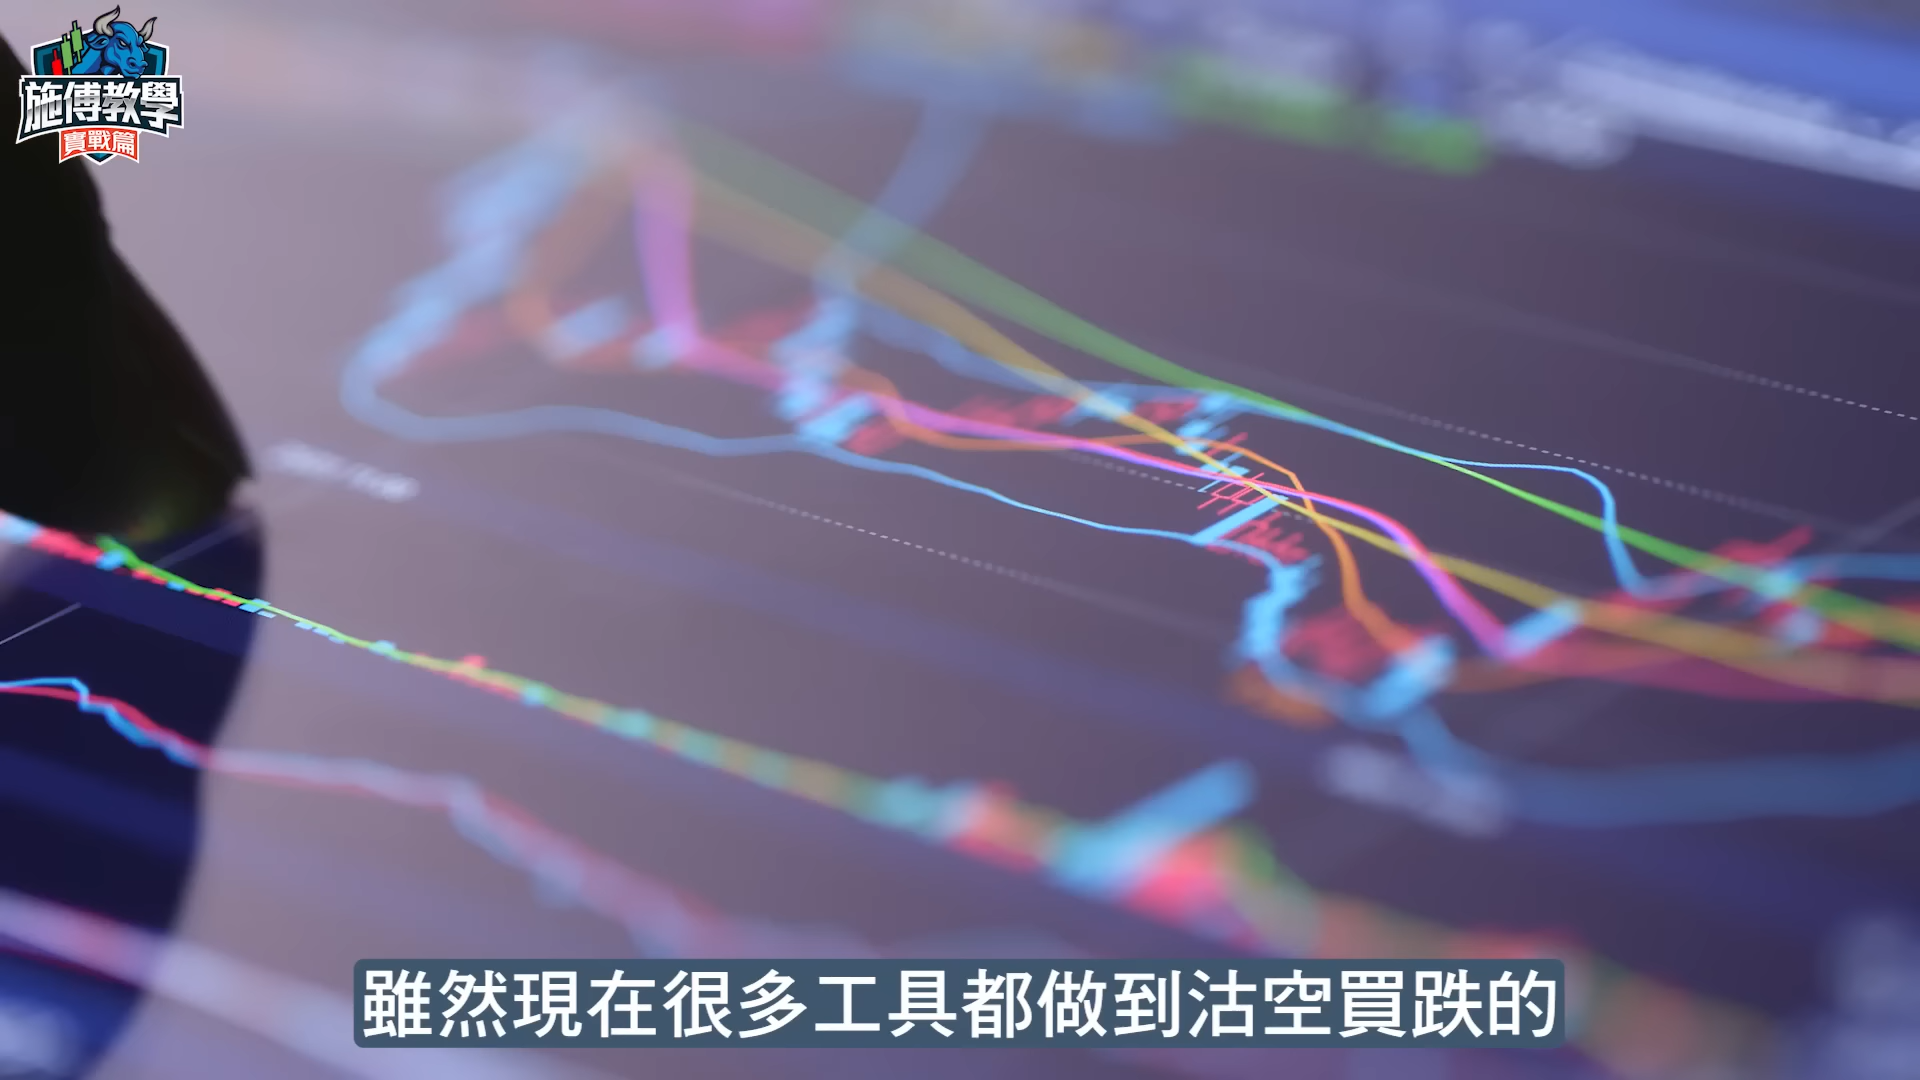 施傅教學
實戰篇
雖然現在很多工具都做到沽空買跌的